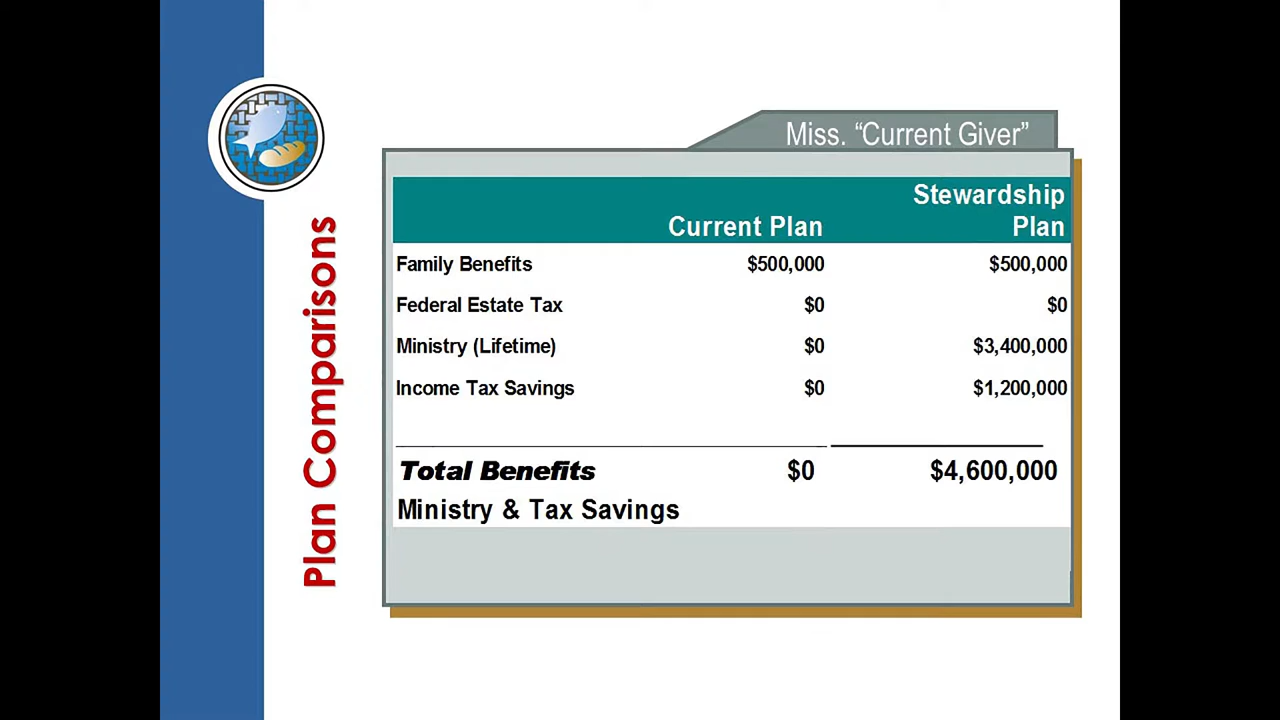 Plan Comparisons
Miss. “Current Giver”
Stewardship
Current Plan Plan
Family Benefits $500,000 $500,000
Federal Estate Tax $0 $0
Ministry (Lifetime) $0 $3,400,000
Income Tax Savings $0 $1,200,000
Total Benefits $0 $4,600,000
Ministry & Tax Savings